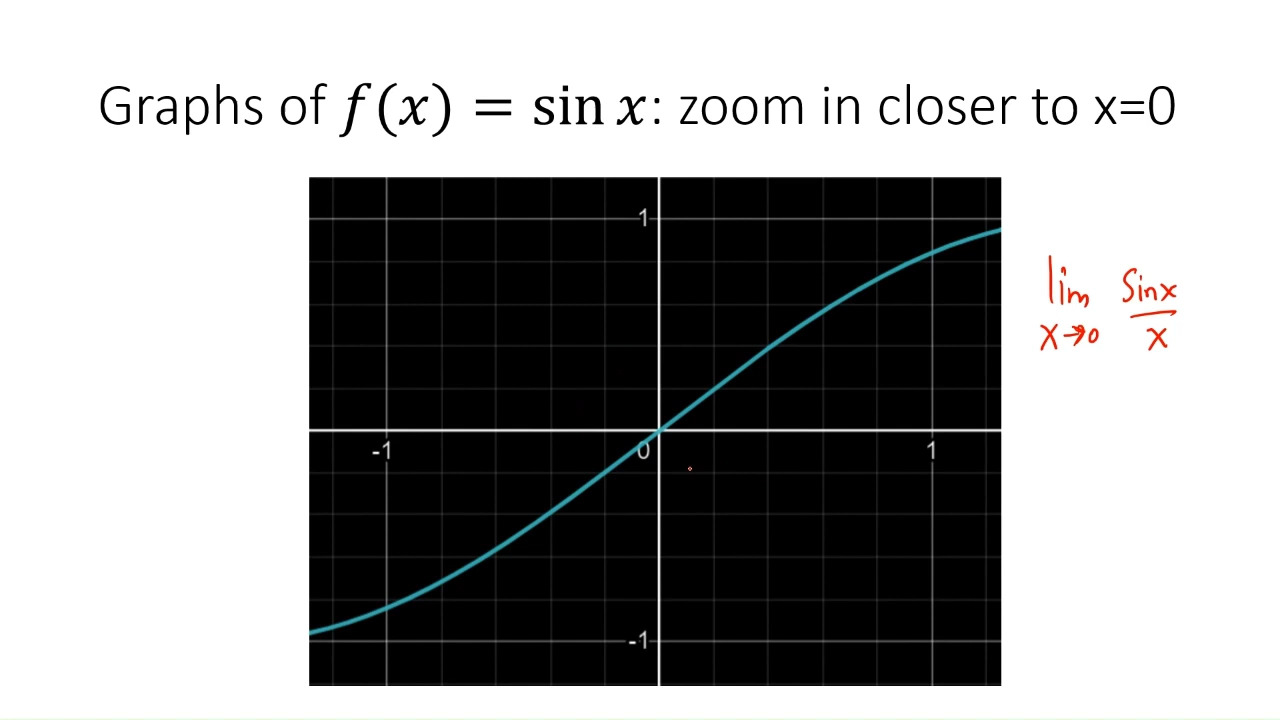 Graphs of f(x) = sin x: zoom in closer to x=0
1
-1
0
1
-1
lim sinx
x→0 x